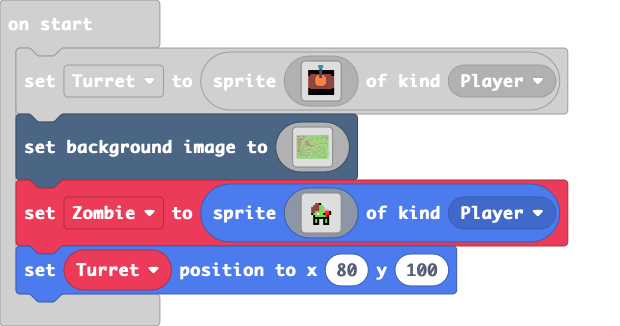 on start
set Turret to sprite of kind Player
set background image to
set Zombie to sprite of kind Player
set Turret position to x 80 y 100